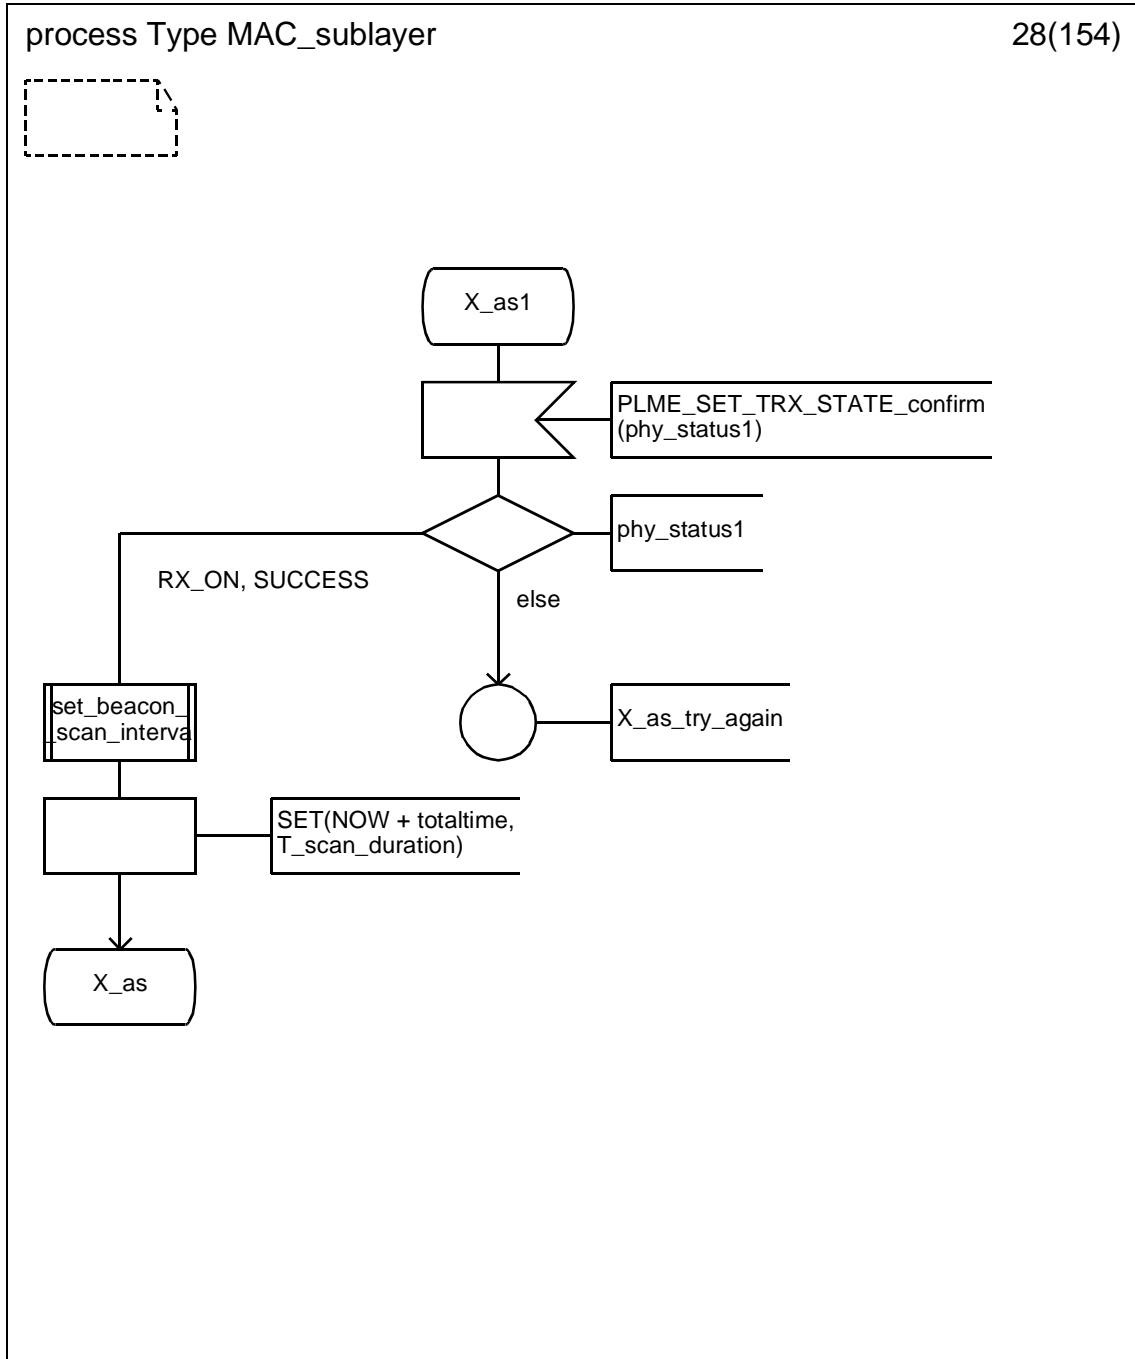 process Type MAC_sublayer
28(154)
X_as1
PLME_SET_TRX_STATE_confirm
(phy_status1)
phy_status1
RX_ON, SUCCESS
else
set_beacon_
_scan_interva
X_as_try_again
SET(NOW + totaltime,
T_scan_duration)
X_as